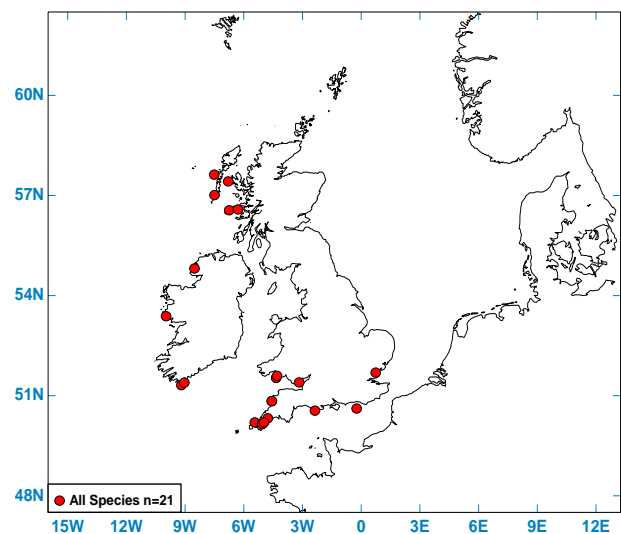 60N
57N
54N
51N
48N
All Species n=21
15W 12W 9W 6W 3W 0 3E 6E 9E 12E